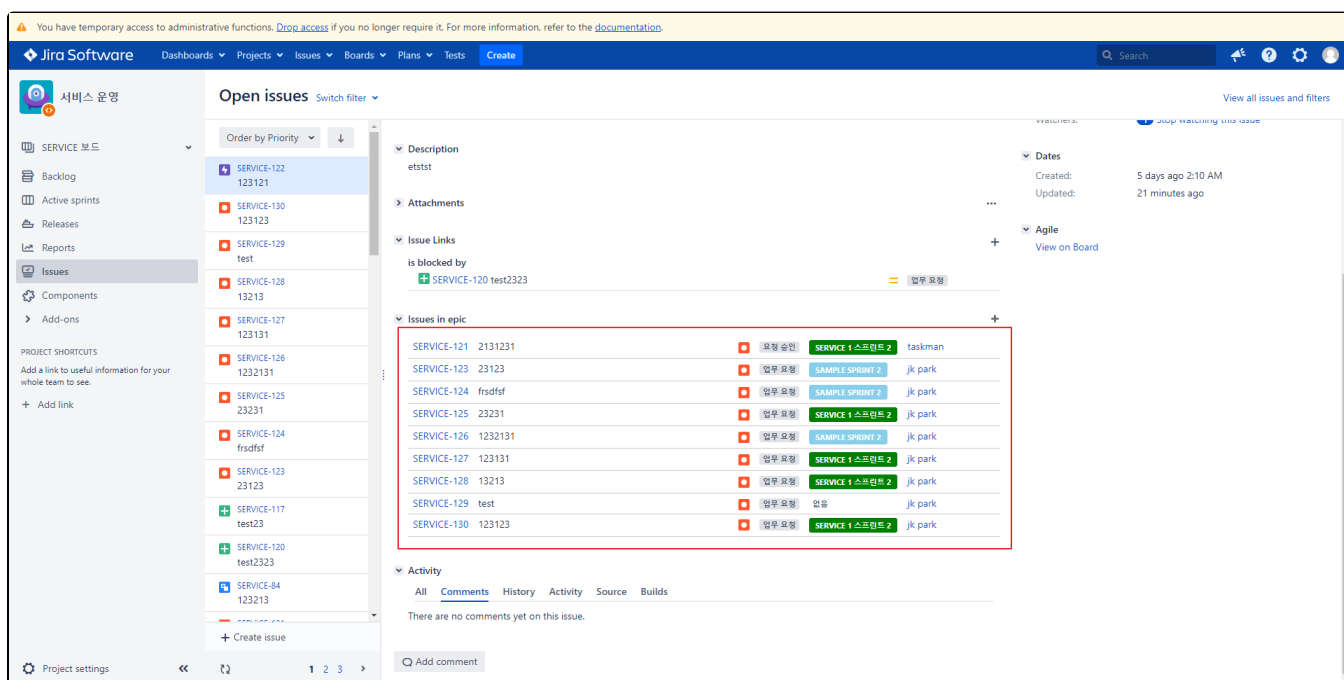 You have temporary access to administrative functions. Drop access if you no longer require it. For more information, refer to the documentation.
Jira Software Dashboards Projects Issues Boards Plans Tests Create Search
서비스 운영
SERVICE 보드
Backlog
Active sprints
Releases
Reports
Issues
Components
Add-ons
PROJECT SHORTCUTS
Add a link to useful information for your
whole team to see.
+ Add link
Project settings
Open issues Switch filter
View all issues and filters
Order by Priority
SERVICE-122
123121
SERVICE-130
123123
SERVICE-129
test
SERVICE-128
13213
SERVICE-127
123131
SERVICE-126
1232131
SERVICE-125
23231
SERVICE-124
frsdfsf
SERVICE-123
23123
SERVICE-117
test23
SERVICE-120
test2323
SERVICE-84
123213
+ Create issue
1 2 3
Description
etstst
Attachments
Issue Links
is blocked by
SERVICE-120 test2323 업무 요청
Issues in epic
SERVICE-121 2131231 요청 승인 SERVICE 1 스프린트 2 taskman
SERVICE-123 23123 업무 요청 SAMPLE SPRINT 2 jk park
SERVICE-124 frsdfsf 업무 요청 SAMPLE SPRINT 2 jk park
SERVICE-125 23231 업무 요청 SERVICE 1 스프린트 2 jk park
SERVICE-126 1232131 업무 요청 SAMPLE SPRINT 2 jk park
SERVICE-127 123131 업무 요청 SERVICE 1 스프린트 2 jk park
SERVICE-128 13213 업무 요청 SERVICE 1 스프린트 2 jk park
SERVICE-129 test 업무 요청 없음 jk park
SERVICE-130 123123 업무 요청 SERVICE 1 스프린트 2 jk park
Activity
All Comments History Activity Source Builds
There are no comments yet on this issue.
Add comment
Watchers: Stop watching this issue
Dates
Created: 5 days ago 2:10 AM
Updated: 21 minutes ago
Agile
View on Board